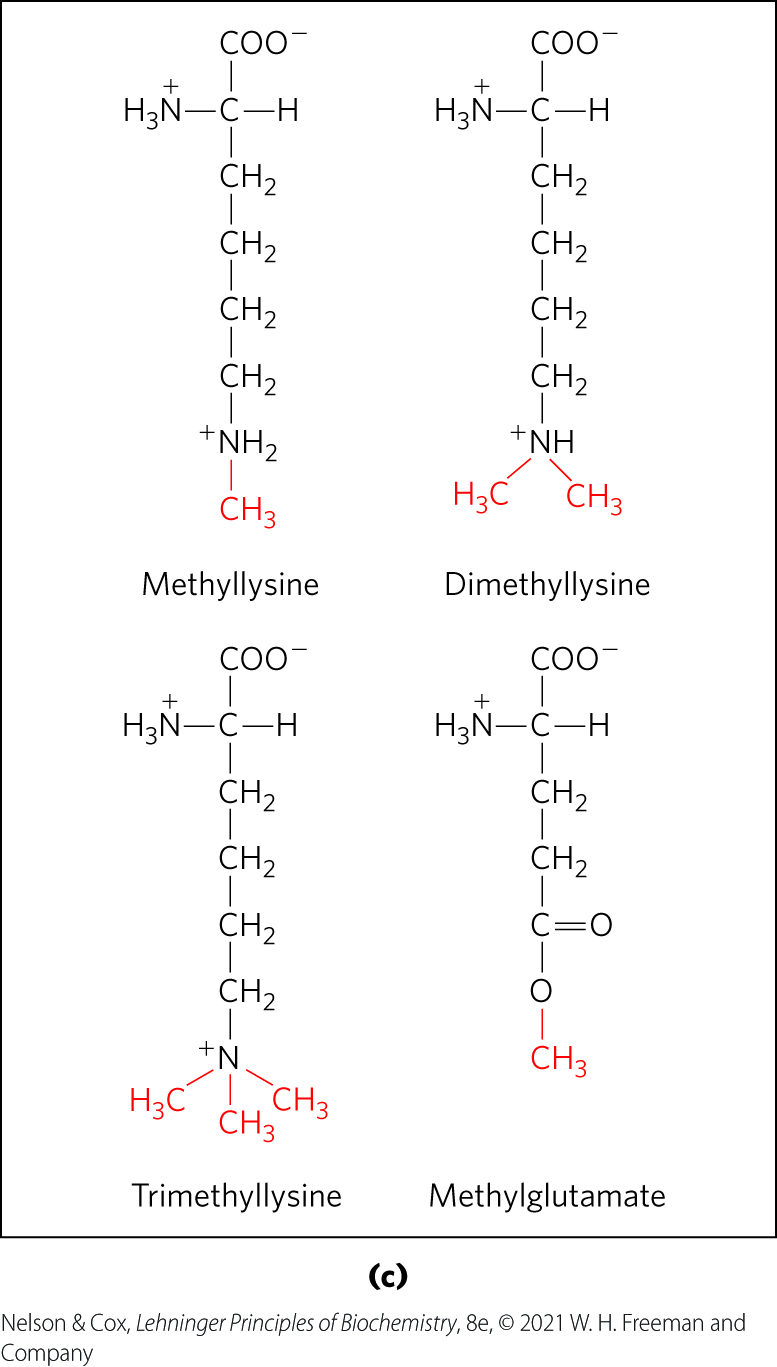 COO⁻ COO⁻
H₃N⁺—C—H H₃N⁺—C—H
CH₂ CH₂
CH₂ CH₂
CH₂ CH₂
CH₂ CH₂
⁺NH₂ ⁺NH
CH₃ H₃C CH₃
Methyllysine Dimethyllysine
COO⁻ COO⁻
H₃N⁺—C—H H₃N⁺—C—H
CH₂ CH₂
CH₂ CH₂
CH₂ C=O
CH₂ O
⁺N CH₃
H₃C CH₃ CH₃
Trimethyllysine Methylglutamate
(c)
Nelson & Cox, Lehninger Principles of Biochemistry, 8e, © 2021 W. H. Freeman and
Company